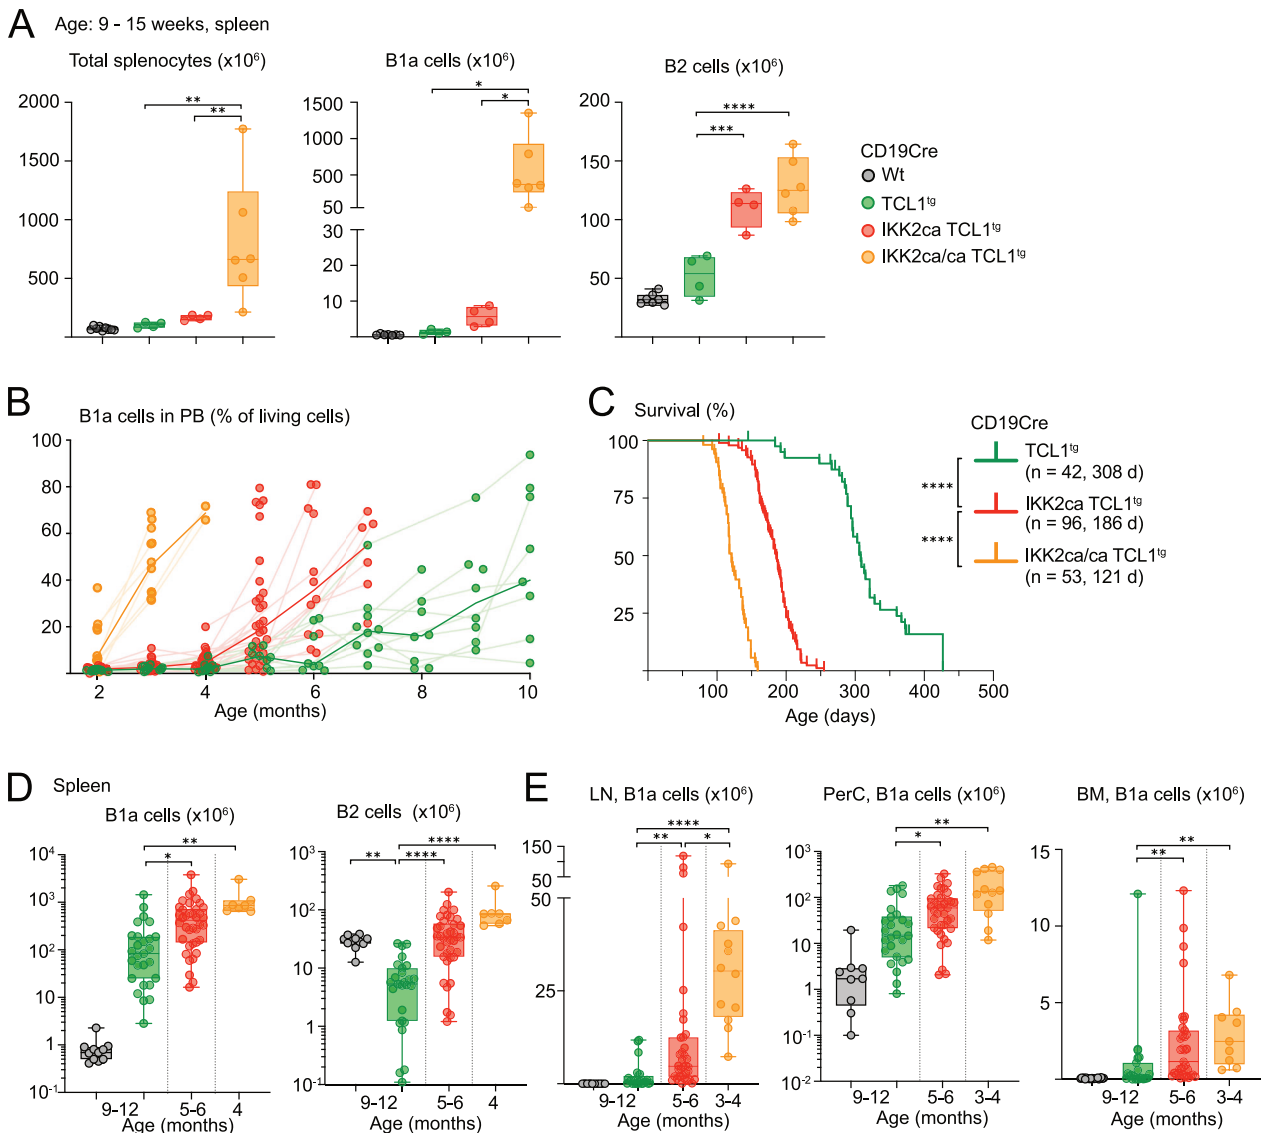 A Age: 9 - 15 weeks, spleen
Total splenocytes (x10⁶)
2000
1500
1000
500
**
**
B1a cells (x10⁶)
1500
1000
500
50
30
20
10
*
*
B2 cells (x10⁶)
200
150
100
50
****
***
CD19Cre
Wt
TCL1ᵗᵍ
IKK2ca TCL1ᵗᵍ
IKK2ca/ca TCL1ᵗᵍ
B
B1a cells in PB (% of living cells)
100
80
60
40
20
2 4 6 8 10
Age (months)
C Survival (%)
100
75
50
25
100 200 300 400 500
Age (days)
CD19Cre
TCL1ᵗᵍ
(n = 42, 308 d)
****
IKK2ca TCL1ᵗᵍ
(n = 96, 186 d)
****
IKK2ca/ca TCL1ᵗᵍ
(n = 53, 121 d)
D Spleen
B1a cells (x10⁶)
10⁴
10³
10²
10¹
10⁰
10⁻¹
**
*
9-12 5-6 4
Age (months)
B2 cells (x10⁶)
10³
10²
10¹
10⁰
10⁻¹
****
** ****
9-12 5-6 4
Age (months)
E
LN, B1a cells (x10⁶)
150
100
50
50
25
****
** *
9-12 5-6 3-4
Age (months)
PerC, B1a cells (x10⁶)
10³
10²
10¹
10⁰
10⁻¹
10⁻²
**
*
9-12 5-6 3-4
Age (months)
BM, B1a cells (x10⁶)
15
10
5
**
**
9-12 5-6 3-4
Age (months)